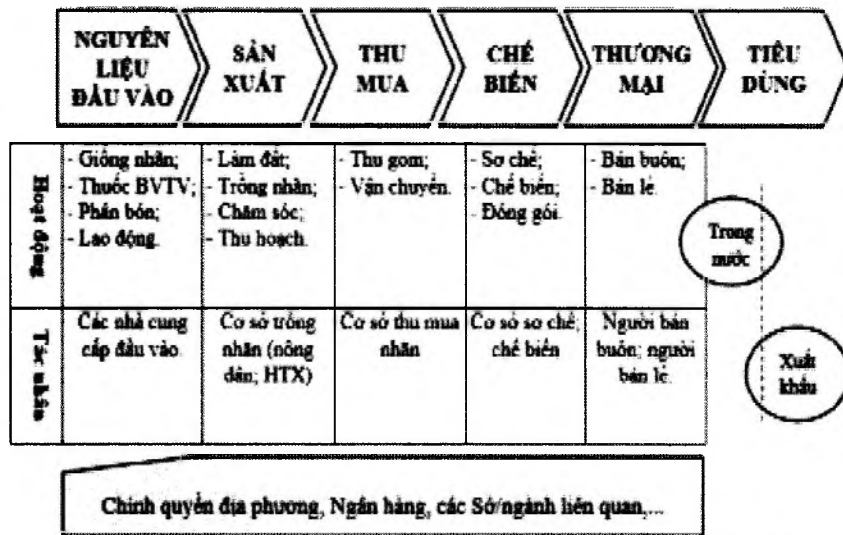 NGUYÊN
LIỆU
ĐẦU VÀO
SẢN
XUẤT
THU
MUA
CHẾ
BIẾN
THƯƠNG
MẠI
TIÊU
DÙNG
Hoạt động
- Giống nhãn;
- Thuốc BVTV;
- Phân bón;
- Lao động.
- Làm đất;
- Trồng nhãn;
- Chăm sóc;
- Thu hoạch.
- Thu gom;
- Vận chuyển.
- Sơ chế;
- Chế biến;
- Đóng gói.
- Bán buôn;
- Bán lẻ.
Trong
nước
Tác nhân
Các nhà cung
cấp đầu vào.
Cơ sở trồng
nhãn (nông
dân; HTX)
Cơ sở thu mua
nhãn
Cơ sở sơ chế;
chế biến
Người bán
buôn; người
bán lẻ.
Xuất
khẩu
Chính quyền địa phương, Ngân hàng, các Sở/ngành liên quan,...